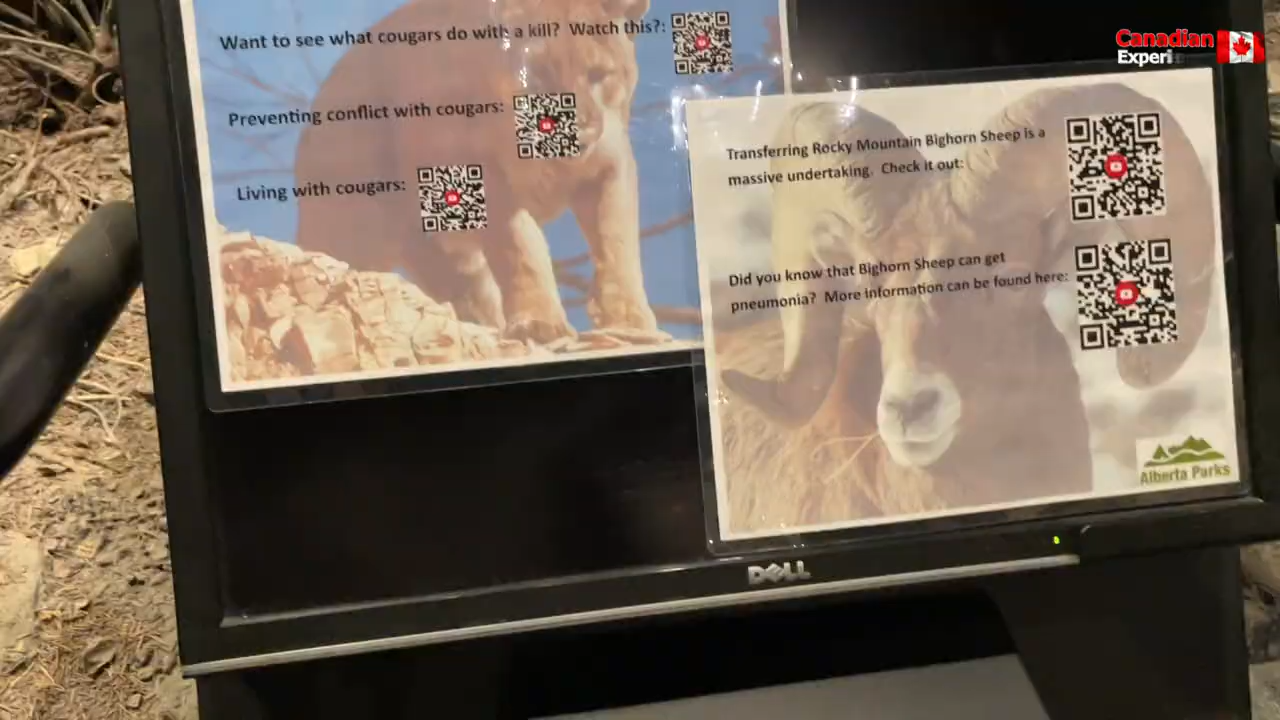 Canadian
Experi
Want to see what cougars do with a kill? Watch this?:
Preventing conflict with cougars:
Living with cougars:
Transferring Rocky Mountain Bighorn Sheep is a
massive undertaking. Check it out:
Did you know that Bighorn Sheep can get
pneumonia? More information can be found here:
Alberta Parks
DELL